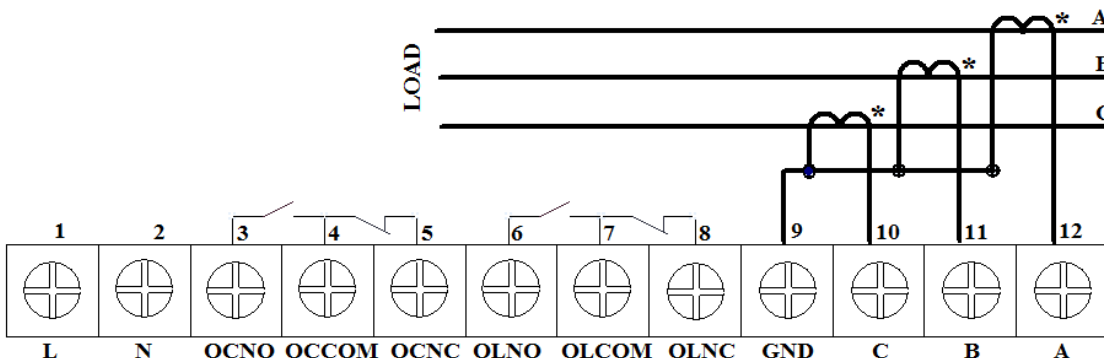 A
*
LOAD
B
*
C
*
1 2 3 4 5 6 7 8 9 10 11 12
L N OCNO OCCOM OCNC OLNO OLCOM OLNC GND C B A